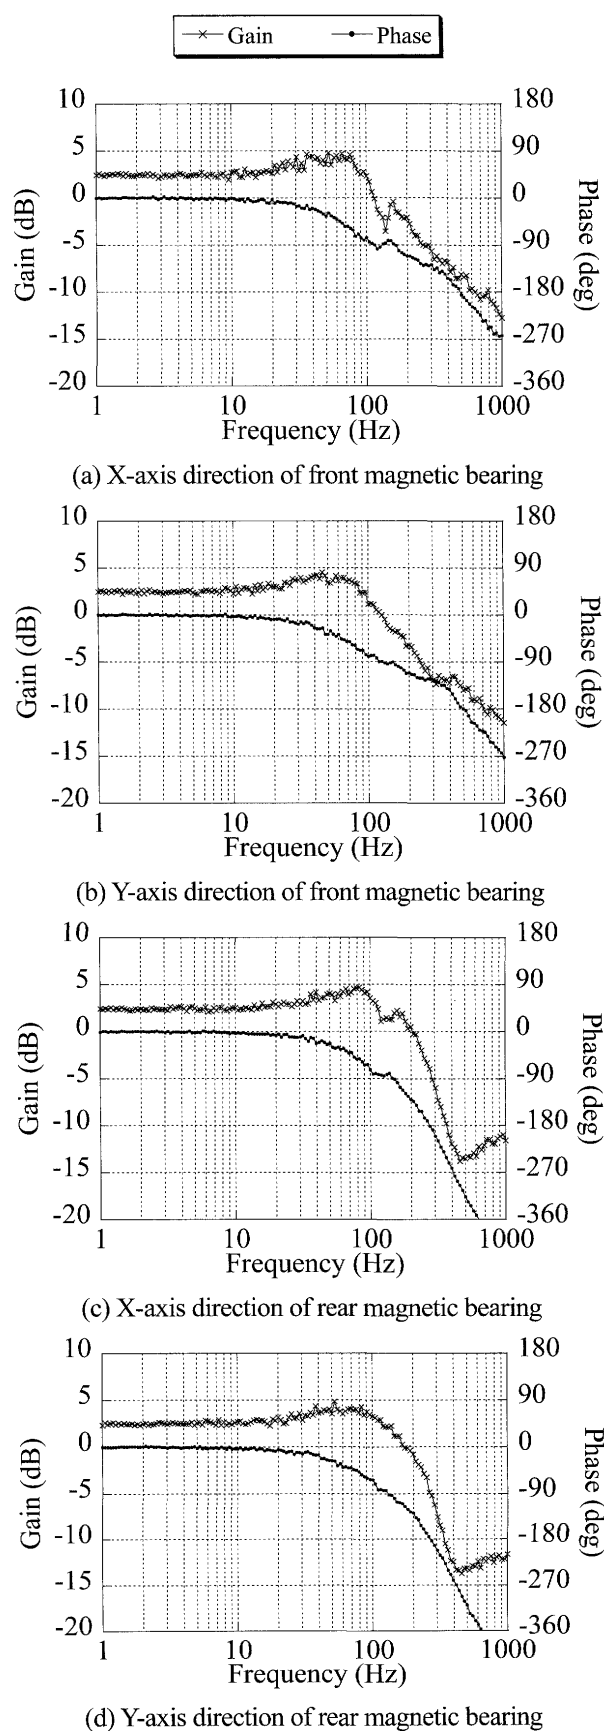 Gain Phase
10 180
5 90
0 0
-5 -90
-10 -180
-15 -270
-20 -360
Gain (dB)
Phase (deg)
1 10 100 1000
Frequency (Hz)
(a) X-axis direction of front magnetic bearing
10 180
5 90
0 0
-5 -90
-10 -180
-15 -270
-20 -360
Gain (dB)
Phase (deg)
1 10 100 1000
Frequency (Hz)
(b) Y-axis direction of front magnetic bearing
10 180
5 90
0 0
-5 -90
-10 -180
-15 -270
-20 -360
Gain (dB)
Phase (deg)
1 10 100 1000
Frequency (Hz)
(c) X-axis direction of rear magnetic bearing
10 180
5 90
0 0
-5 -90
-10 -180
-15 -270
-20 -360
Gain (dB)
Phase (deg)
1 10 100 1000
Frequency (Hz)
(d) Y-axis direction of rear magnetic bearing